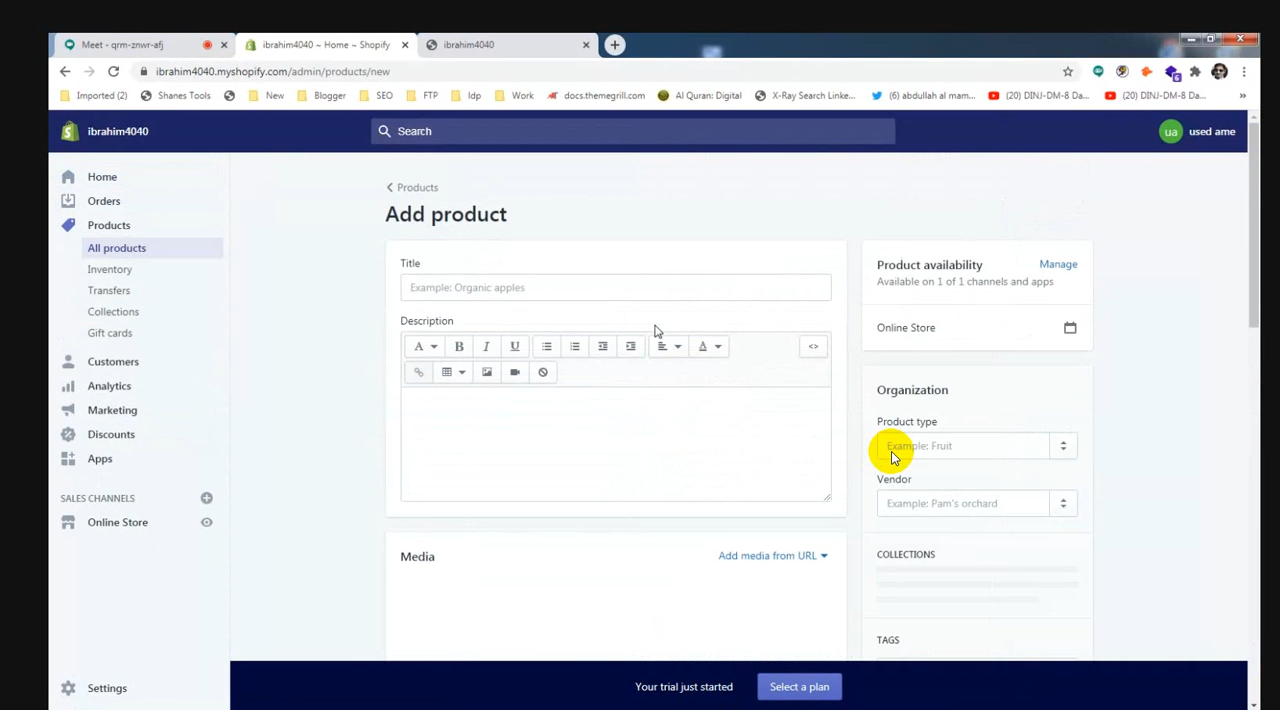 Meet - qrm-znwr-afj
ibrahim4040 ~ Home ~ Shopify
ibrahim4040
ibrahim4040.myshopify.com/admin/products/new
Imported (2)
Shanes Tools
New
Blogger
SEO
FTP
Idp
Work
docs.themegrill.com
Al Quran: Digital
X-Ray Search Linke...
(6) abdullah al mam...
(20) DINJ-DM-8 Da...
(20) DINJ-DM-8 Da...
ibrahim4040
Search
ua
used ame
Home
Orders
Products
All products
Inventory
Transfers
Collections
Gift cards
Customers
Analytics
Marketing
Discounts
Apps
SALES CHANNELS
Online Store
Settings
Products
Add product
Title
Example: Organic apples
Description
A
B
I
U
A
<>
Media
Add media from URL
Product availability
Manage
Available on 1 of 1 channels and apps
Online Store
Organization
Product type
Example: Fruit
Vendor
Example: Pam's orchard
COLLECTIONS
TAGS
Your trial just started
Select a plan